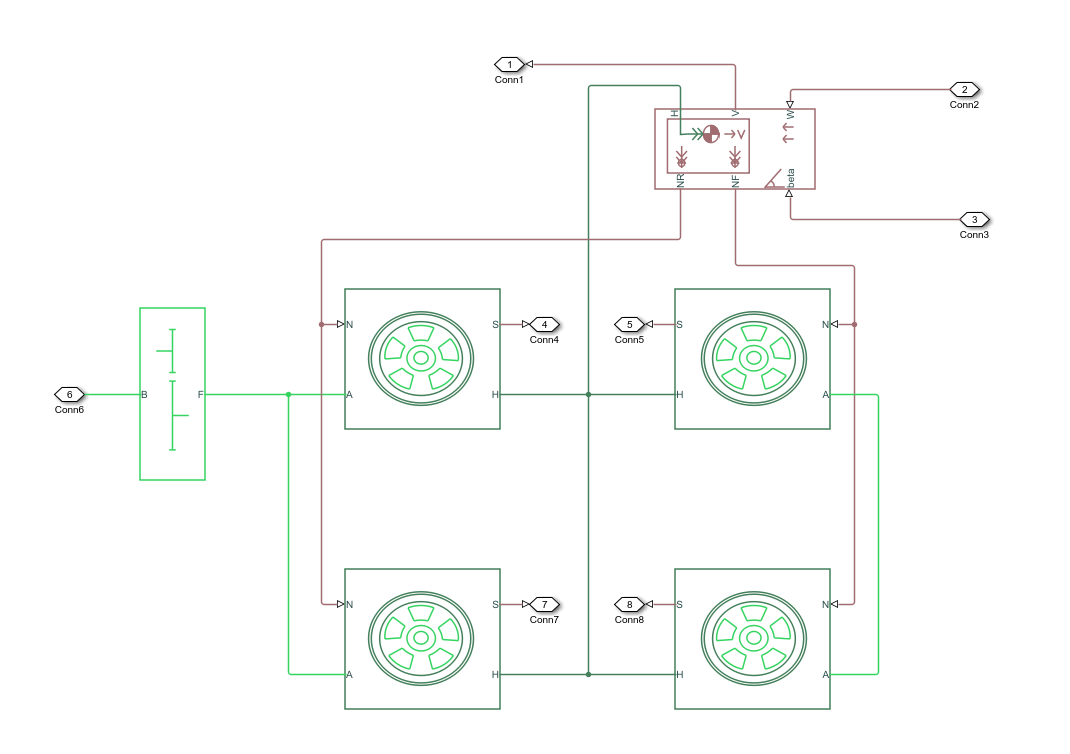 1
Conn1
2
Conn2
H
V
W
V
NR
NF
beta
3
Conn3
N
S
4
Conn4
5
Conn5
S
N
6
Conn6
B
F
A
H
H
A
N
S
7
Conn7
8
Conn8
S
N
A
H
H
A